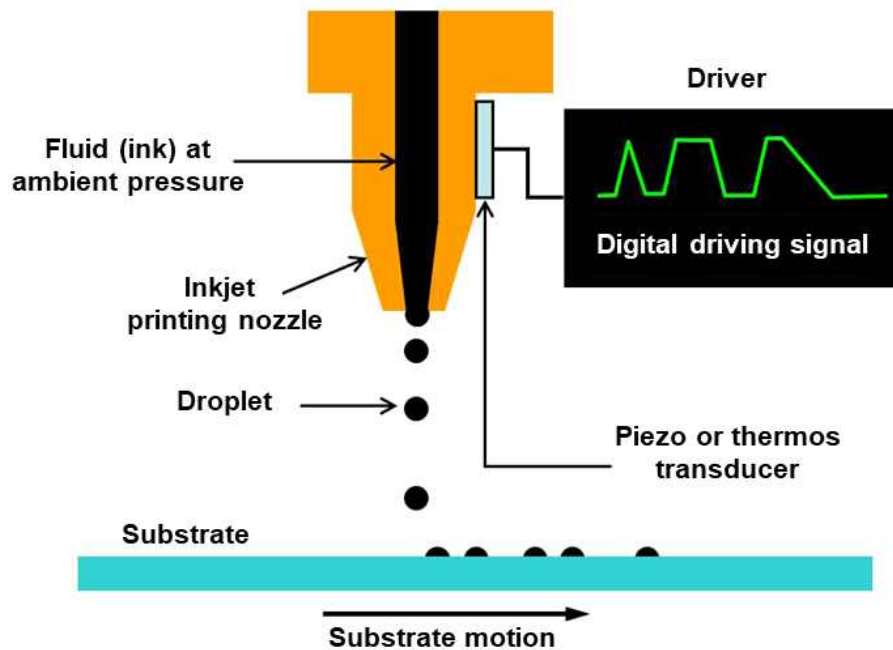 Driver
Fluid (ink) at
ambient pressure
Digital driving signal
Inkjet
printing nozzle
Droplet
Piezo or thermos
transducer
Substrate
Substrate motion